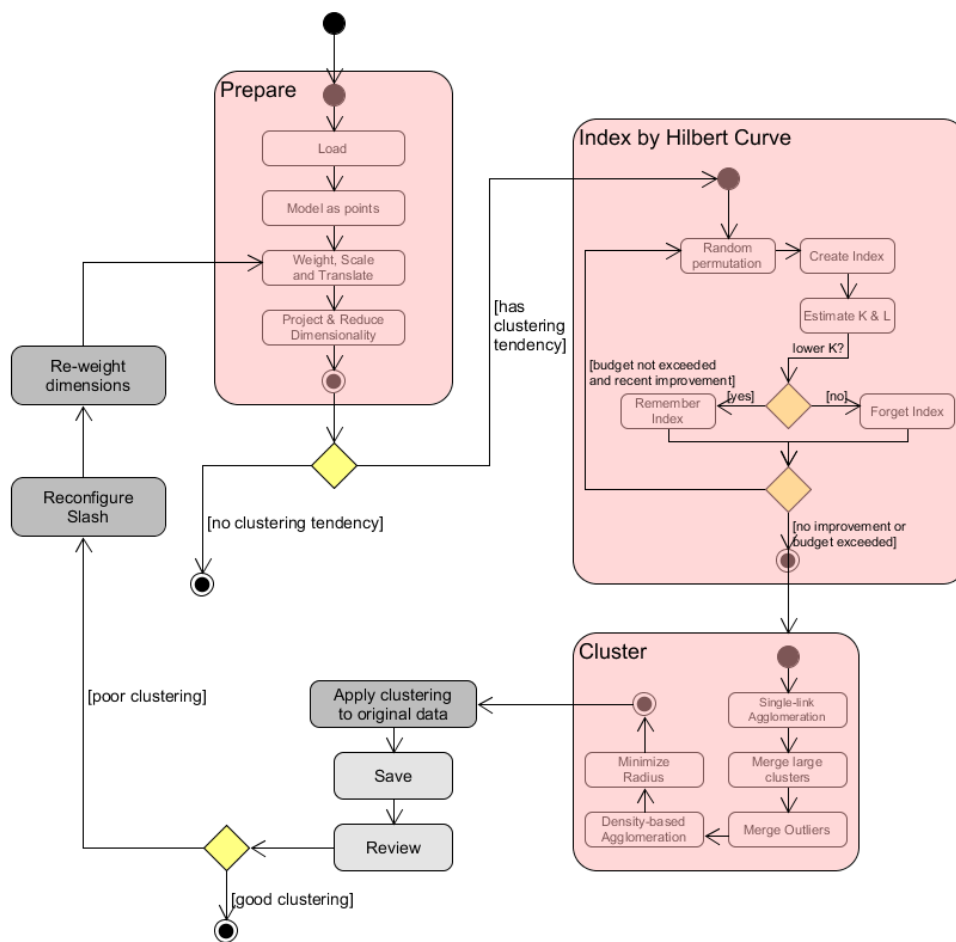 Prepare
Load
Model as points
Weight, Scale
and Translate
Project & Reduce
Dimensionality
Index by Hilbert Curve
Random
permutation
Create Index
Estimate K & L
lower K?
[budget not exceeded
and recent improvement]
[yes]
[no]
Remember
Index
Forget Index
[no improvement or
budget exceeded]
[has
clustering
tendency]
[no clustering tendency]
Re-weight
dimensions
Reconfigure
Slash
[poor clustering]
Cluster
Single-link
Agglomeration
Merge large
clusters
Merge Outliers
Density-based
Agglomeration
Minimize
Radius
Apply clustering
to original data
Save
Review
[good clustering]